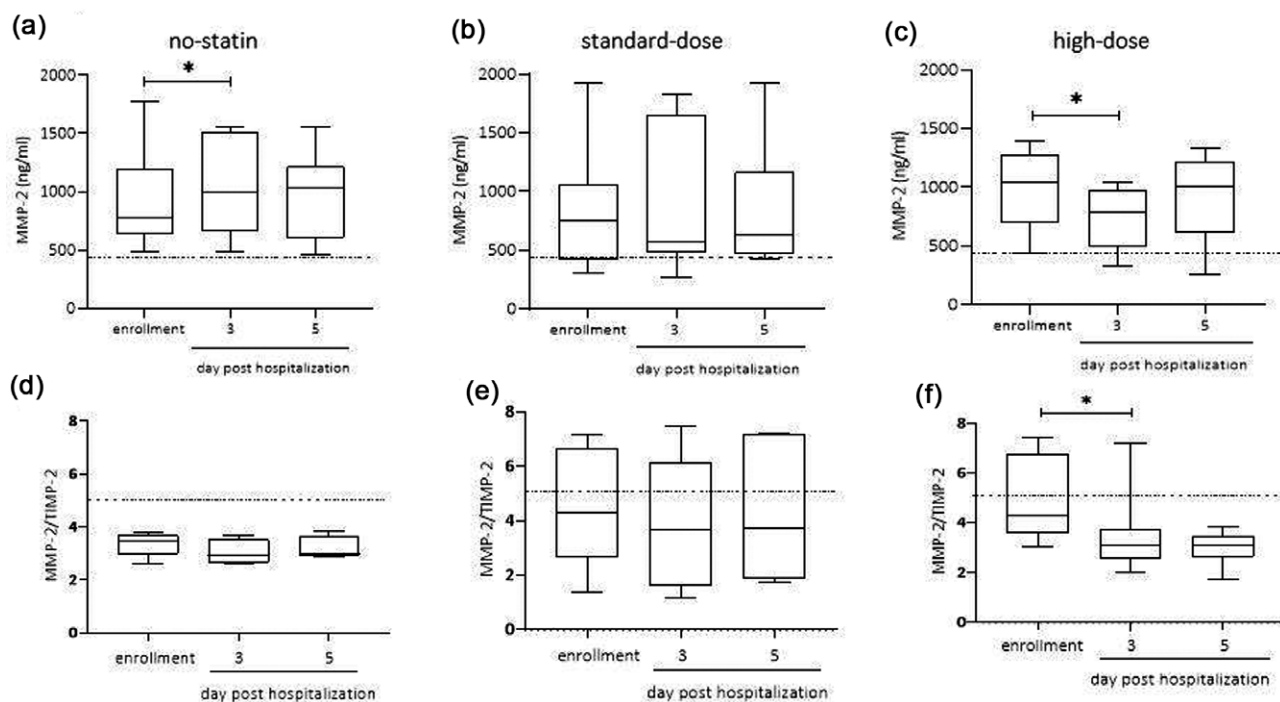 (a)
no-statin
*
2000
1500
1000
500
0
MMP-2 (ng/ml)
enrollment 3 5
day post hospitalization
(b)
standard-dose
2000
1500
1000
500
0
MMP-2 (ng/ml)
enrollment 3 5
day post hospitalization
(c)
high-dose
*
2000
1500
1000
500
0
MMP-2 (ng/ml)
enrollment 3 5
day post hospitalization
(d)
8
6
4
2
0
MMP-2/TIMP-2
enrollment 3 5
day post hospitalization
(e)
8
6
4
2
0
MMP-2/TIMP-2
enrollment 3 5
day post hospitalization
(f)
*
8
6
4
2
0
MMP-2/TIMP-2
enrollment 3 5
day post hospitalization